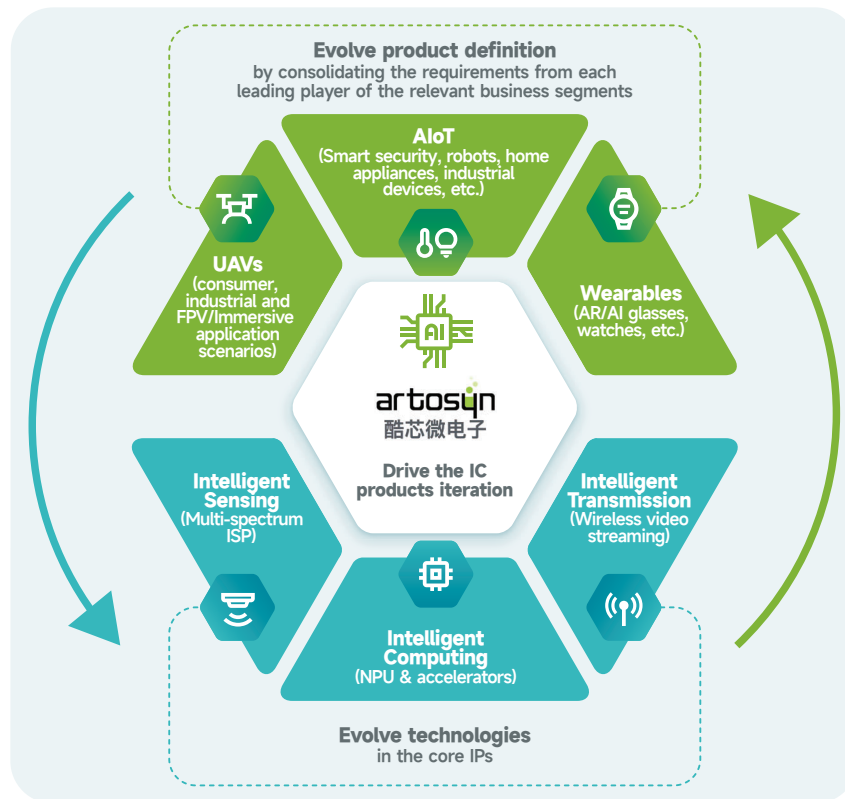 Evolve product definition
by consolidating the requirements from each
leading player of the relevant business segments
AIoT
(Smart security, robots, home
appliances, industrial
devices, etc.)
UAVs
(consumer,
industrial and
FPV/Immersive
application
scenarios)
Wearables
(AR/AI glasses,
watches, etc.)
AI
artosyn
酷芯微电子
Drive the IC
products iteration
Intelligent
Sensing
(Multi-spectrum
ISP)
Intelligent
Transmission
(Wireless video
streaming)
Intelligent
Computing
(NPU & accelerators)
Evolve technologies
in the core IPs